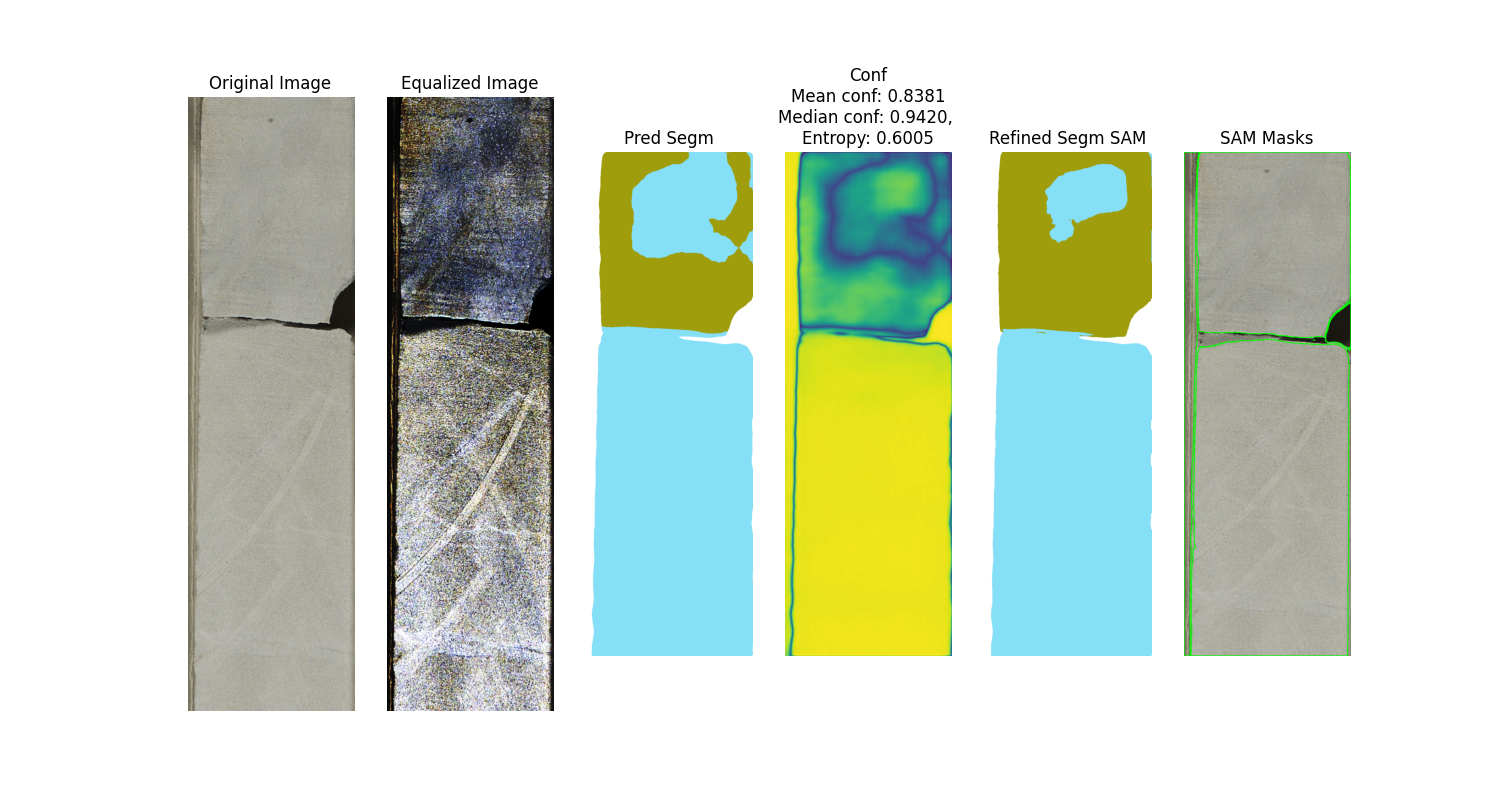 Original Image
Equalized Image
Pred Segm
Conf
Mean conf: 0.8381
Median conf: 0.9420,
Entropy: 0.6005
Refined Segm SAM
SAM Masks